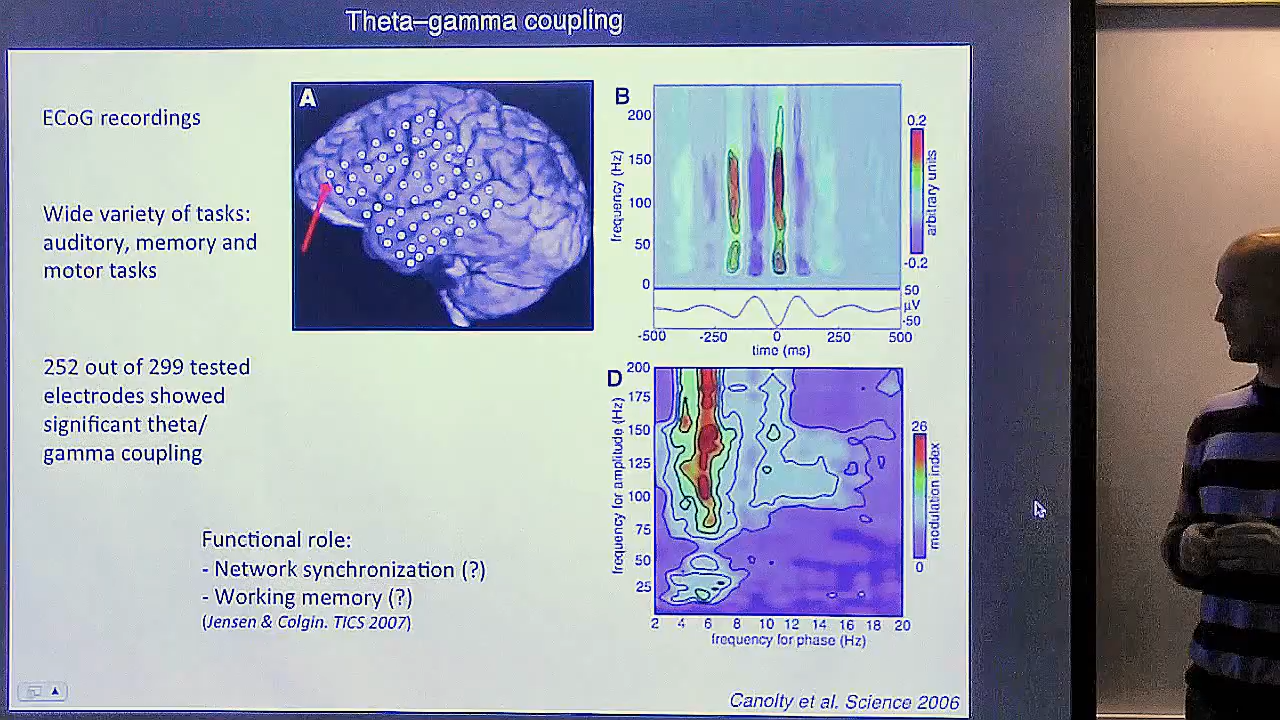 Theta–gamma coupling
ECoG recordings
Wide variety of tasks:
auditory, memory and
motor tasks
252 out of 299 tested
electrodes showed
significant theta/
gamma coupling
Functional role:
- Network synchronization (?)
- Working memory (?)
(Jensen & Colgin. TICS 2007)
A
B
frequency (Hz)
200
150
100
50
0
0.2
-0.2
arbitrary units
50
µV
-50
-500 -250 0 250 500
time (ms)
D
frequency for amplitude (Hz)
200
175
150
125
100
75
50
25
2 4 6 8 10 12 14 16 18 20
frequency for phase (Hz)
26
0
modulation index
Canolty et al. Science 2006